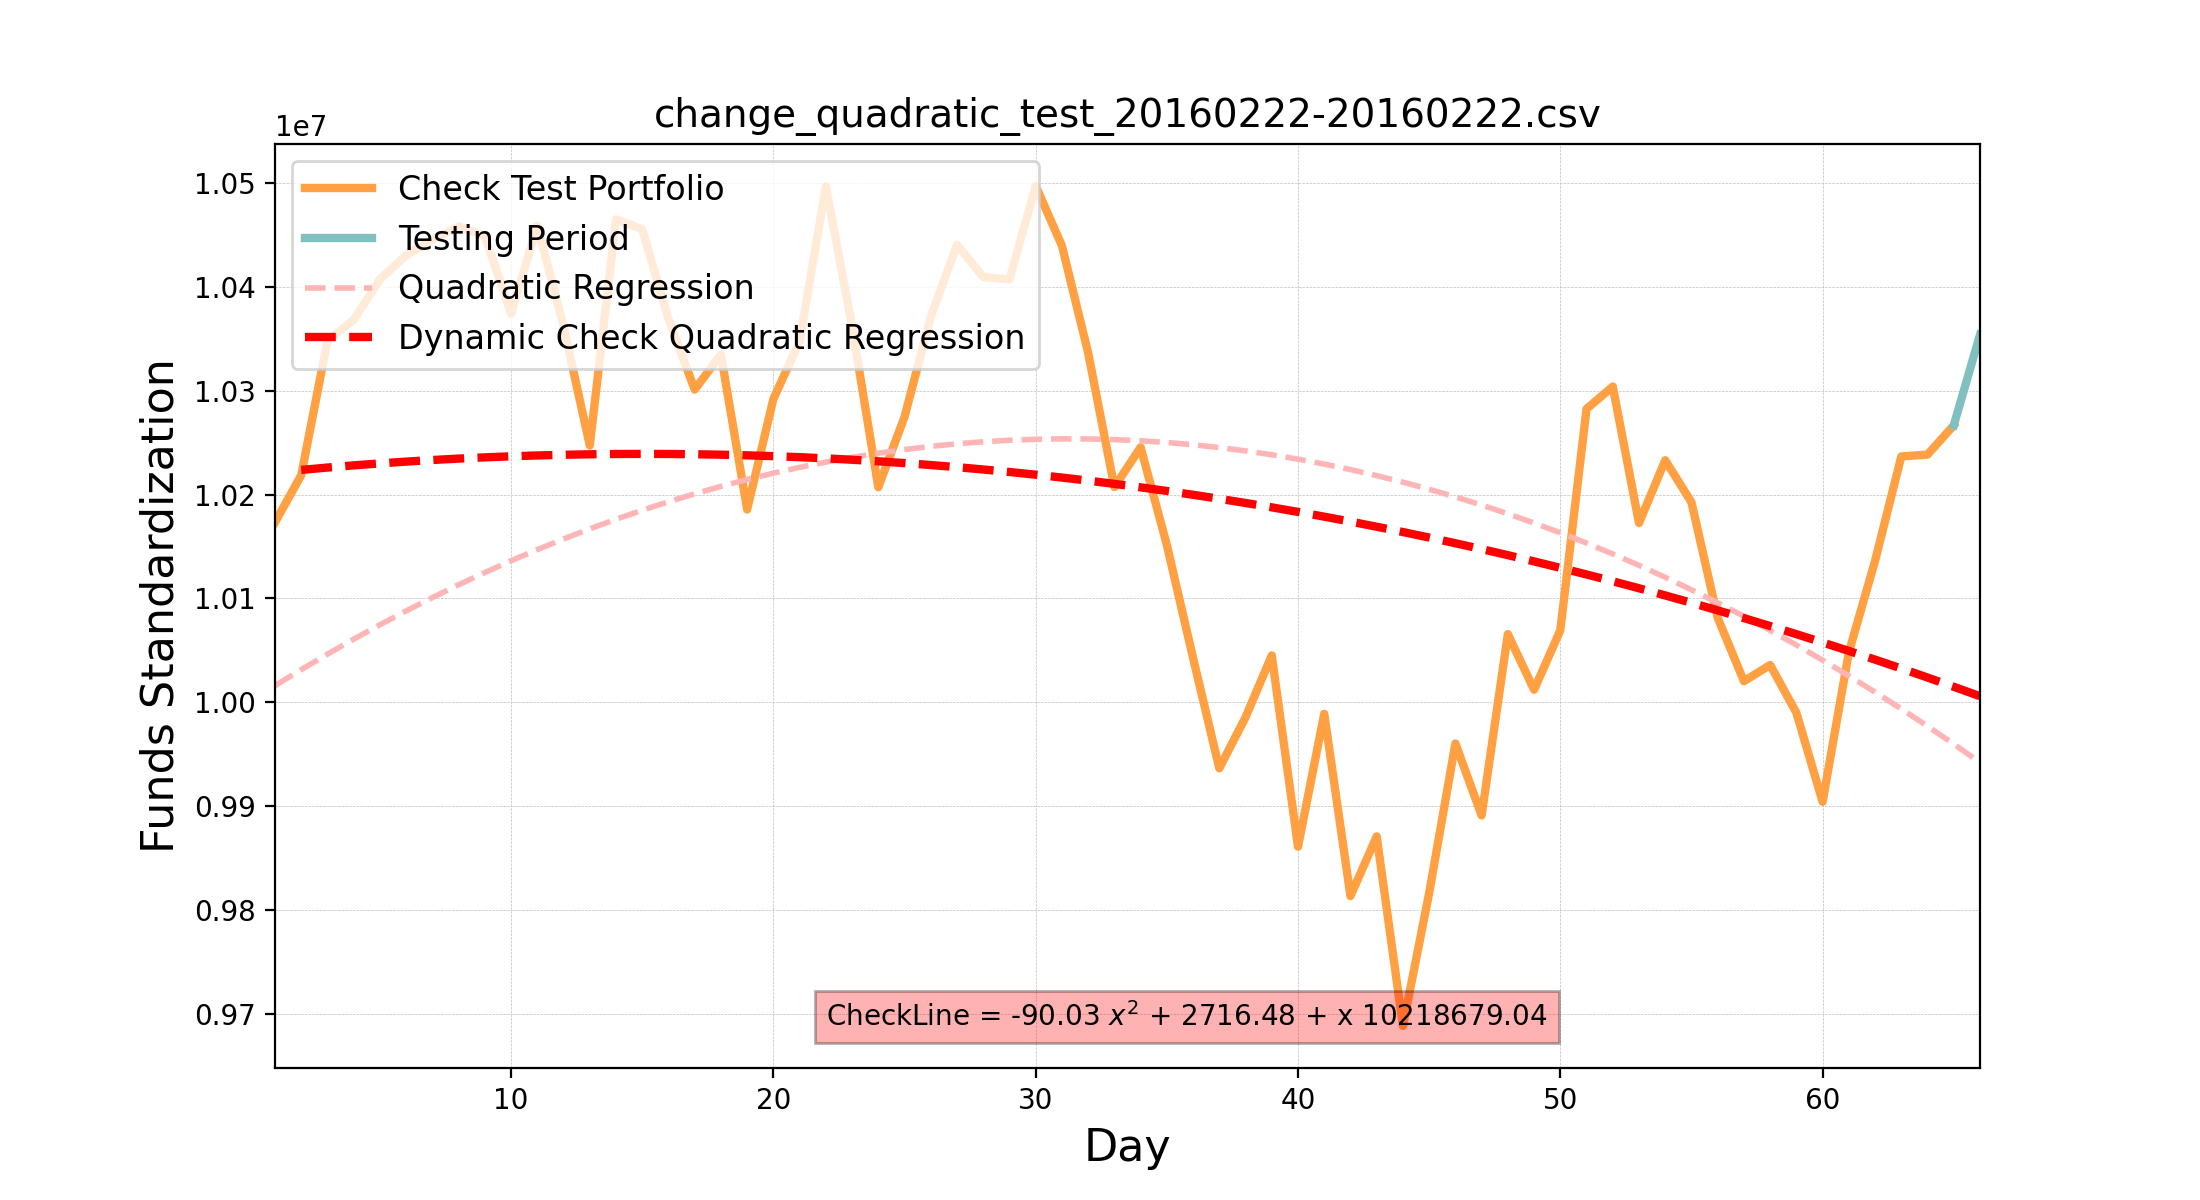 change_quadratic_test_20160222-20160222.csv
1e7
Check Test Portfolio
Testing Period
Quadratic Regression
Dynamic Check Quadratic Regression
1.05
1.04
1.03
1.02
1.01
1.00
0.99
0.98
0.97
Funds Standardization
CheckLine = -90.03 x² + 2716.48 + x 10218679.04
10 20 30 40 50 60
Day